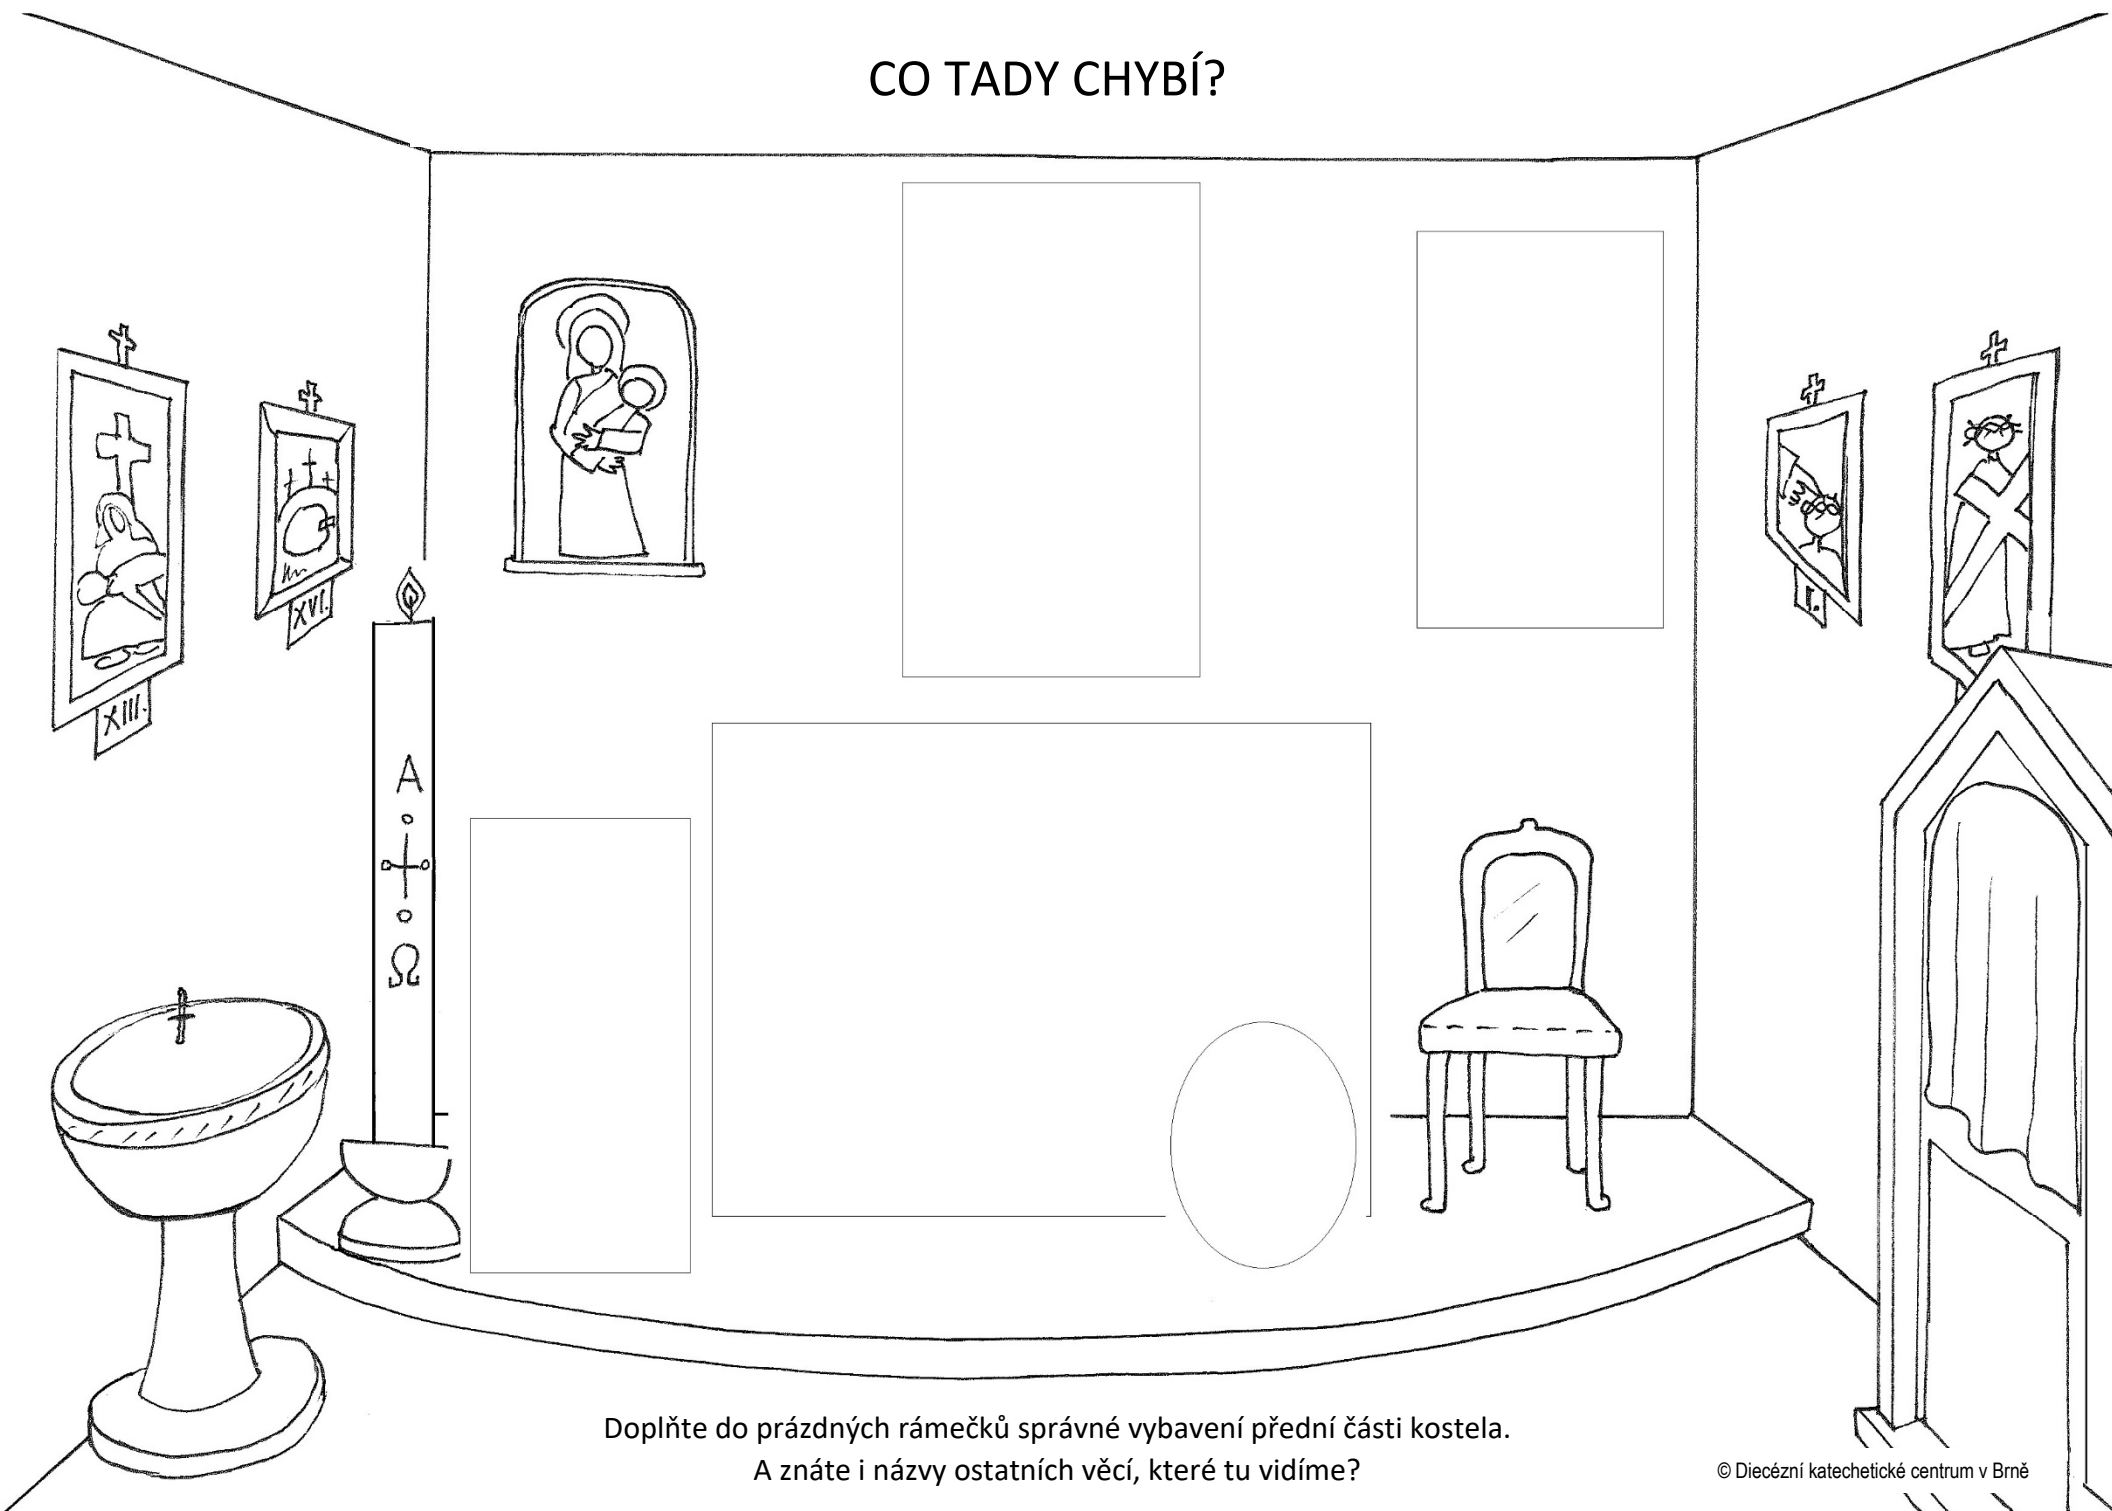 CO TADY CHYBÍ?
XIII.
XVI.
I.
Α
Ω
Doplňte do prázdných rámečků správné vybavení přední části kostela.
A znáte i názvy ostatních věcí, které tu vidíme?
© Diecézní katechetické centrum v Brně